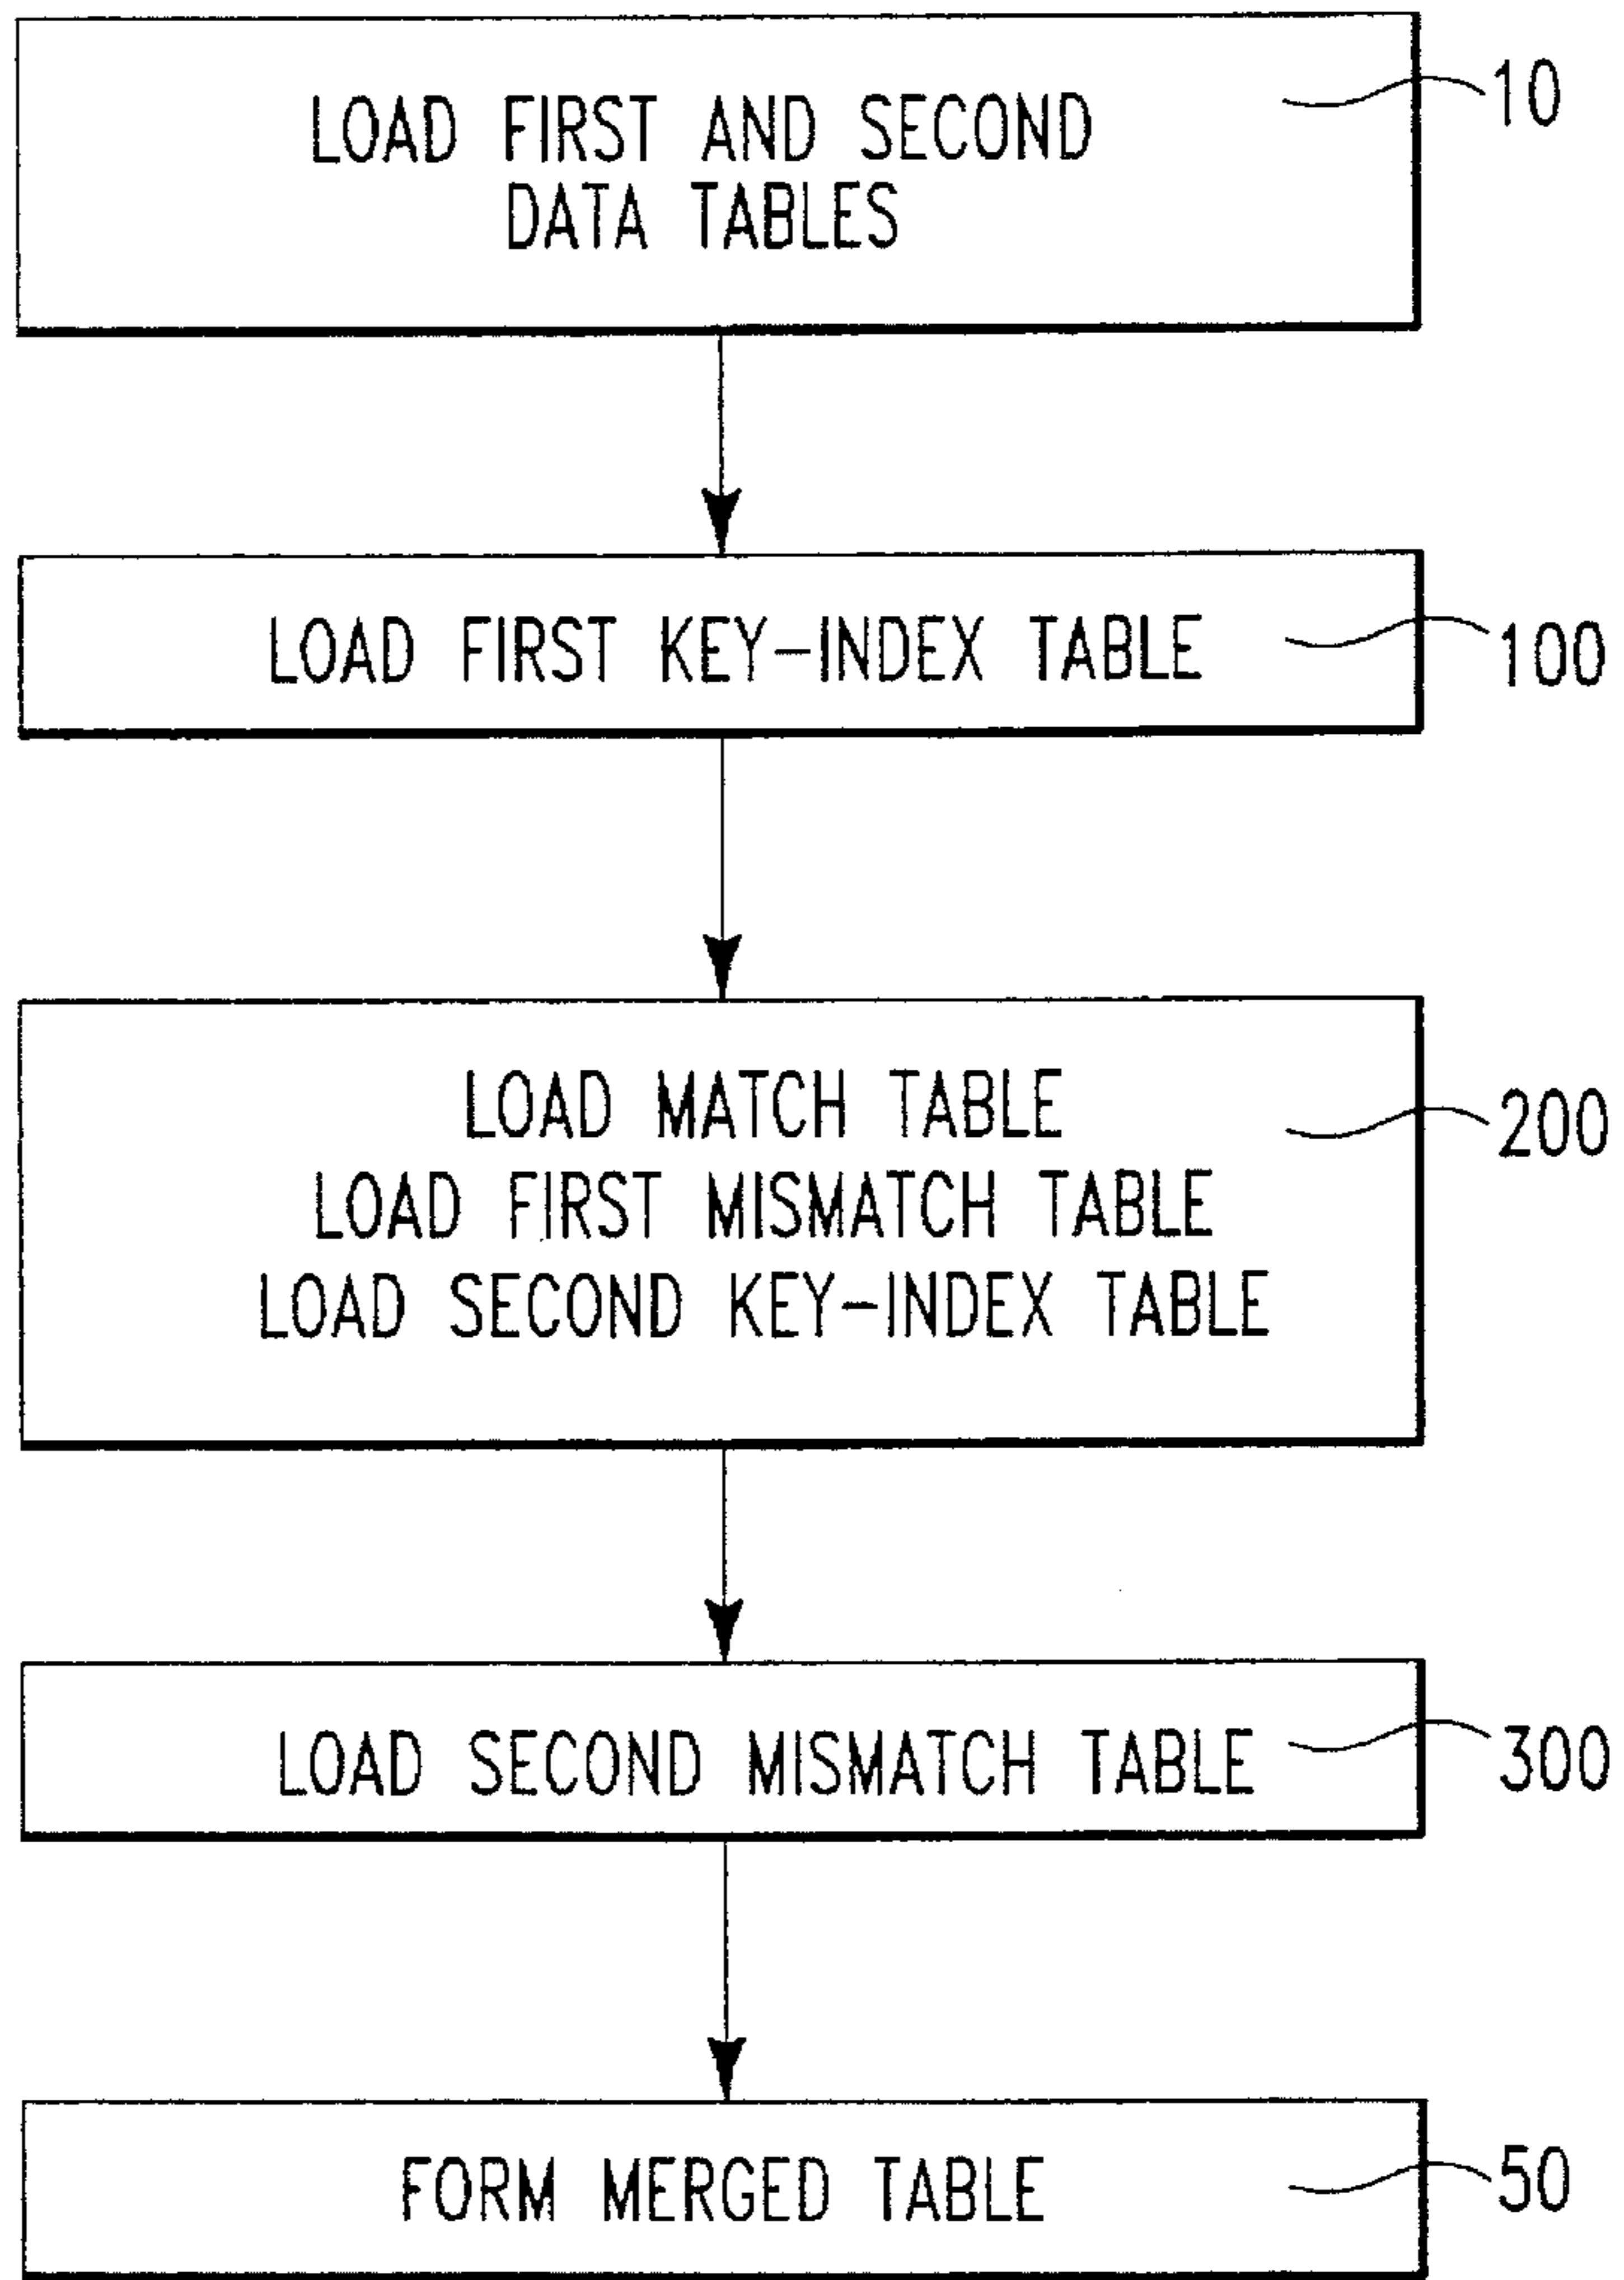 LOAD FIRST AND SECOND
DATA TABLES
10
LOAD FIRST KEY-INDEX TABLE
100
LOAD MATCH TABLE
LOAD FIRST MISMATCH TABLE
LOAD SECOND KEY-INDEX TABLE
200
LOAD SECOND MISMATCH TABLE
300
FORM MERGED TABLE
50